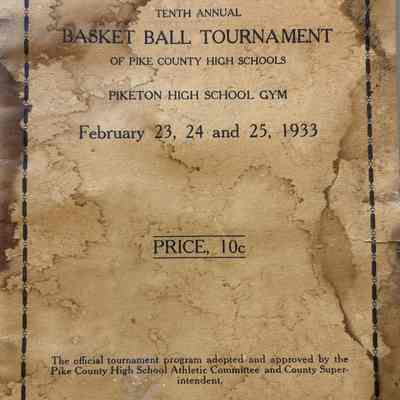 TENTH ANNUAL
BASKET BALL TOURNAMENT
OF PIKE COUNTY HIGH SCHOOLS
PIKETON HIGH SCHOOL GYM
February 23, 24 and 25, 1933
PRICE, 10c
The official tournament program adopted and approved by the
Pike County High School Athletic Committee and County Super-
intendent.